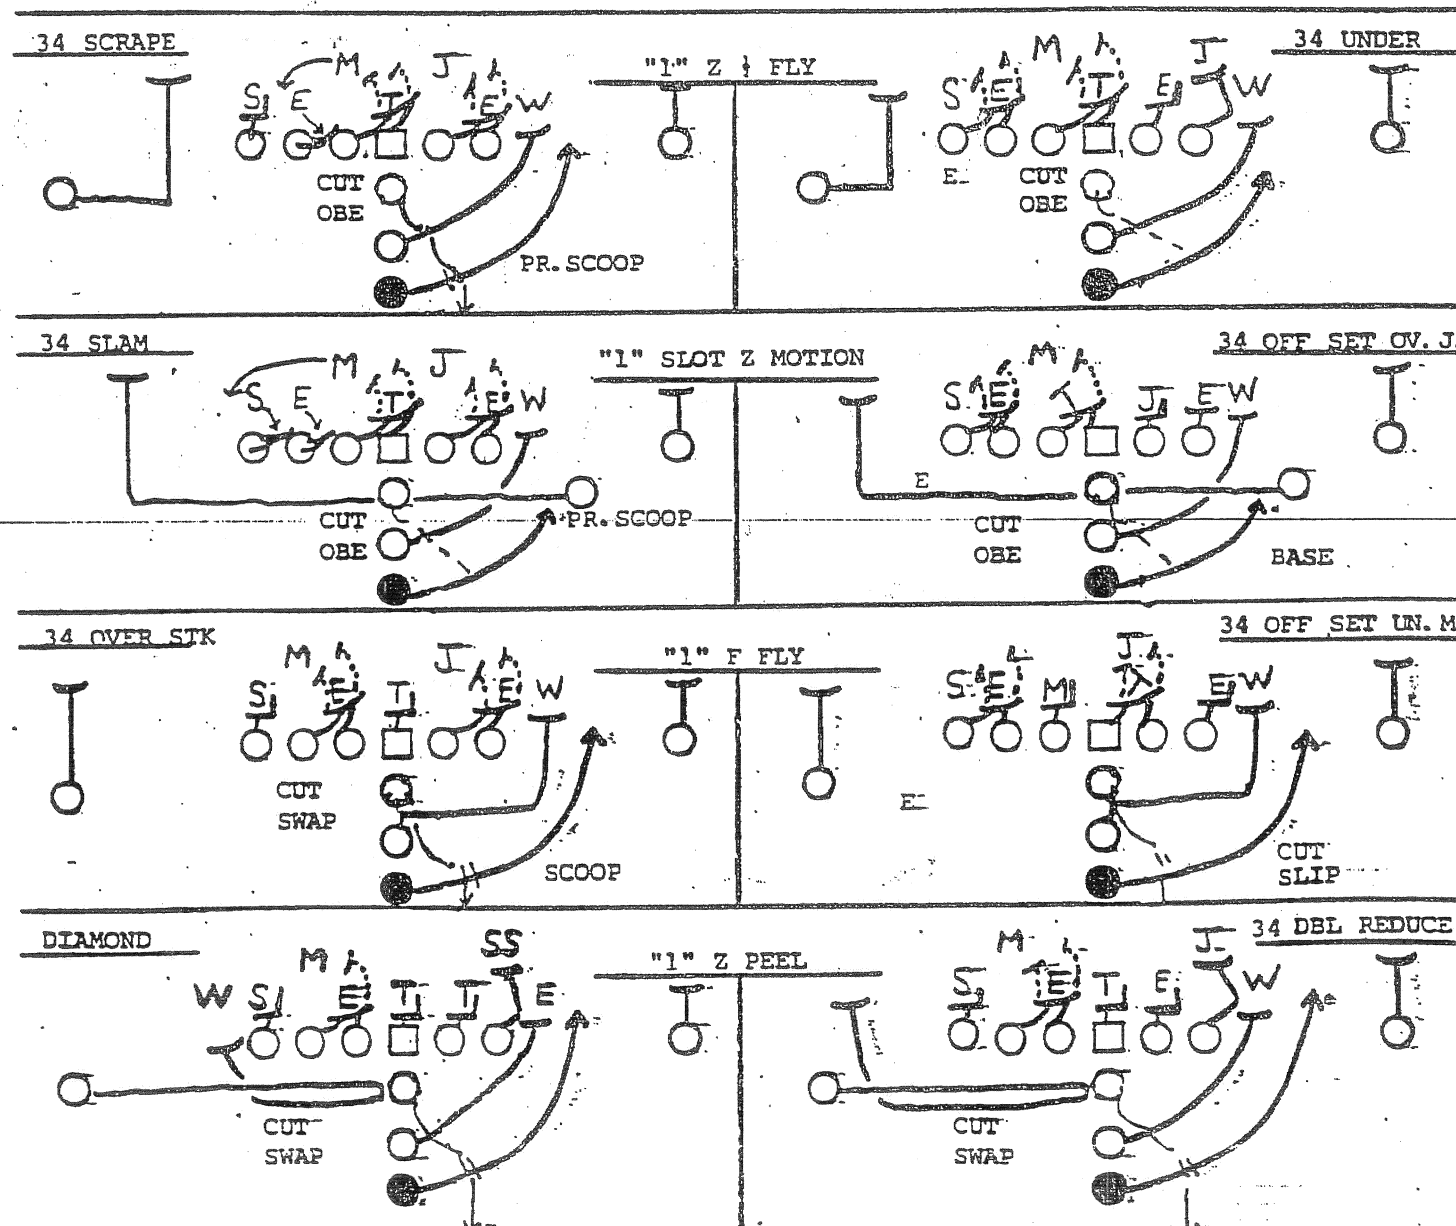 34 SCRAPE
"1" Z ½ FLY
34 UNDER
M J
S E T E W
M J
S E T E W
CUT
OBE
PR. SCOOP
E
CUT
OBE
34 SLAM
"1" SLOT Z MOTION
34 OFF SET OV. J
M J
S E T E W
M
S E T J E W
CUT
OBE
PR. SCOOP
E
CUT
OBE
BASE
34 OVER STK
"1" F FLY
34 OFF SET UN. M
M J
S E T E W
J
S E M T E W
CUT
SWAP
SCOOP
E
CUT
SLIP
DIAMOND
"1" Z PEEL
34 DBL REDUCE
M SS
W S E T T E
M J
S E T E W
CUT
SWAP
CUT
SWAP